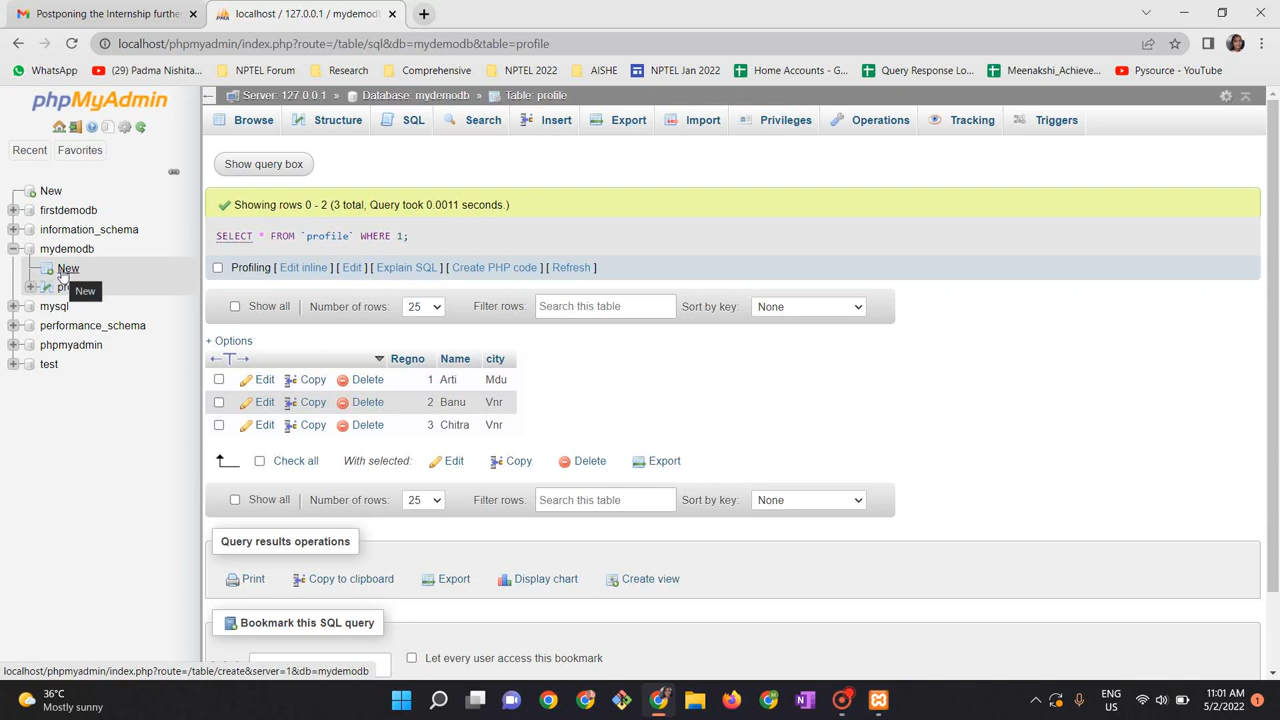 Postponing the Internship further
localhost / 127.0.0.1 / mydemodb
localhost/phpmyadmin/index.php?route=/table/sql&db=mydemodb&table=profile
WhatsApp
(29) Padma Nishita...
NPTEL Forum
Research
Comprehensive
NPTEL 2022
AISHE
NPTEL Jan 2022
Home Accounts - G...
Query Response Lo...
Meenakshi_Achieve...
Pysource - YouTube
phpMyAdmin
Server: 127.0.0.1 » Database: mydemodb » Table: profile
Browse
Structure
SQL
Search
Insert
Export
Import
Privileges
Operations
Tracking
Triggers
Recent
Favorites
New
firstdemodb
information_schema
mydemodb
New
New
mysql
performance_schema
phpmyadmin
test
Show query box
Showing rows 0 - 2 (3 total, Query took 0.0011 seconds.)
SELECT * FROM `profile` WHERE 1;
Profiling [ Edit inline ] [ Edit ] [ Explain SQL ] [ Create PHP code ] [ Refresh ]
Show all | Number of rows: 25 Filter rows: Search this table Sort by key: None
+ Options
Regno Name city
Edit Copy Delete 1 Arti Mdu
Edit Copy Delete 2 Banu Vnr
Edit Copy Delete 3 Chitra Vnr
Check all With selected: Edit Copy Delete Export
Show all | Number of rows: 25 Filter rows: Search this table Sort by key: None
Query results operations
Print Copy to clipboard Export Display chart Create view
Bookmark this SQL query
Let every user access this bookmark
localhost/phpmyadmin/index.php?route=/table/create&server=1&db=mydemodb
36°C
Mostly sunny
ENG
US
11:01 AM
5/2/2022
1